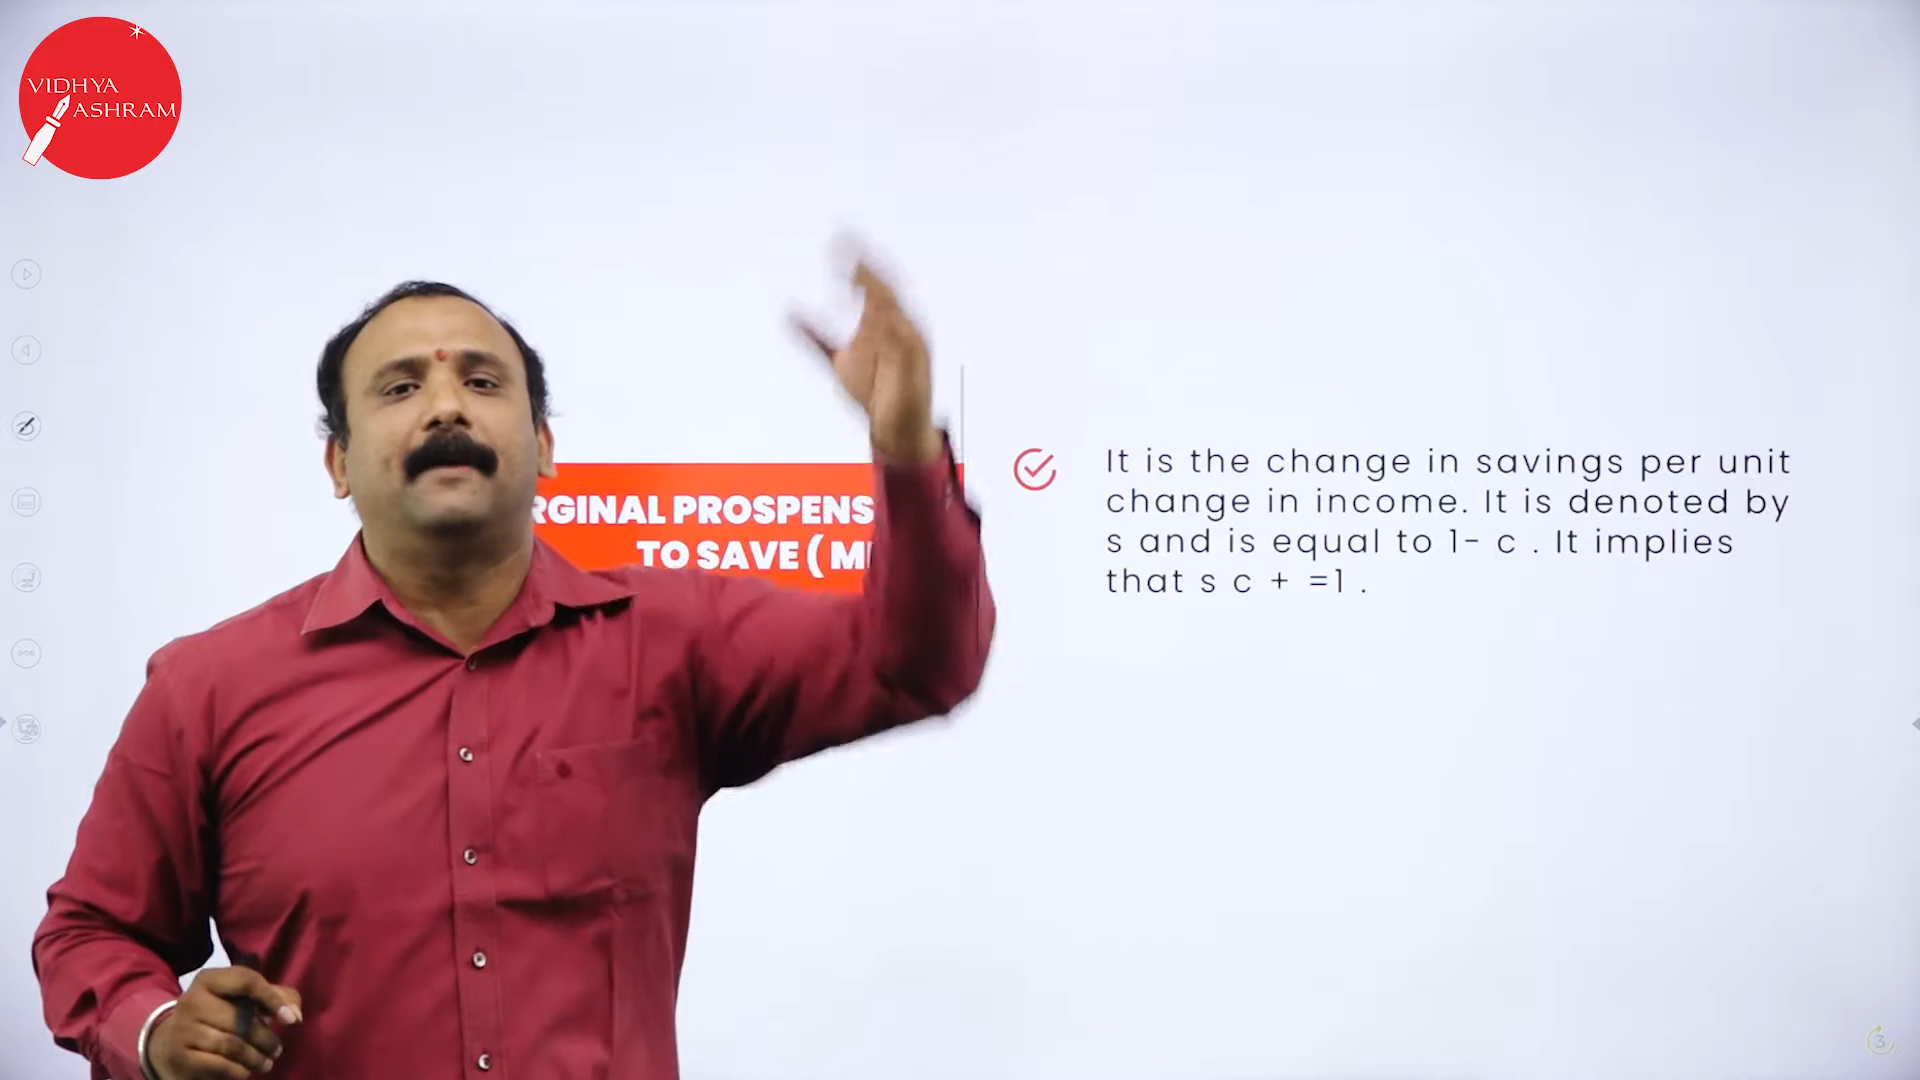 VIDHYA
ASHRAM
RGINAL PROSPENS
TO SAVE ( M
It is the change in savings per unit
change in income. It is denoted by
s and is equal to 1- c . It implies
that s c + =1 .
3